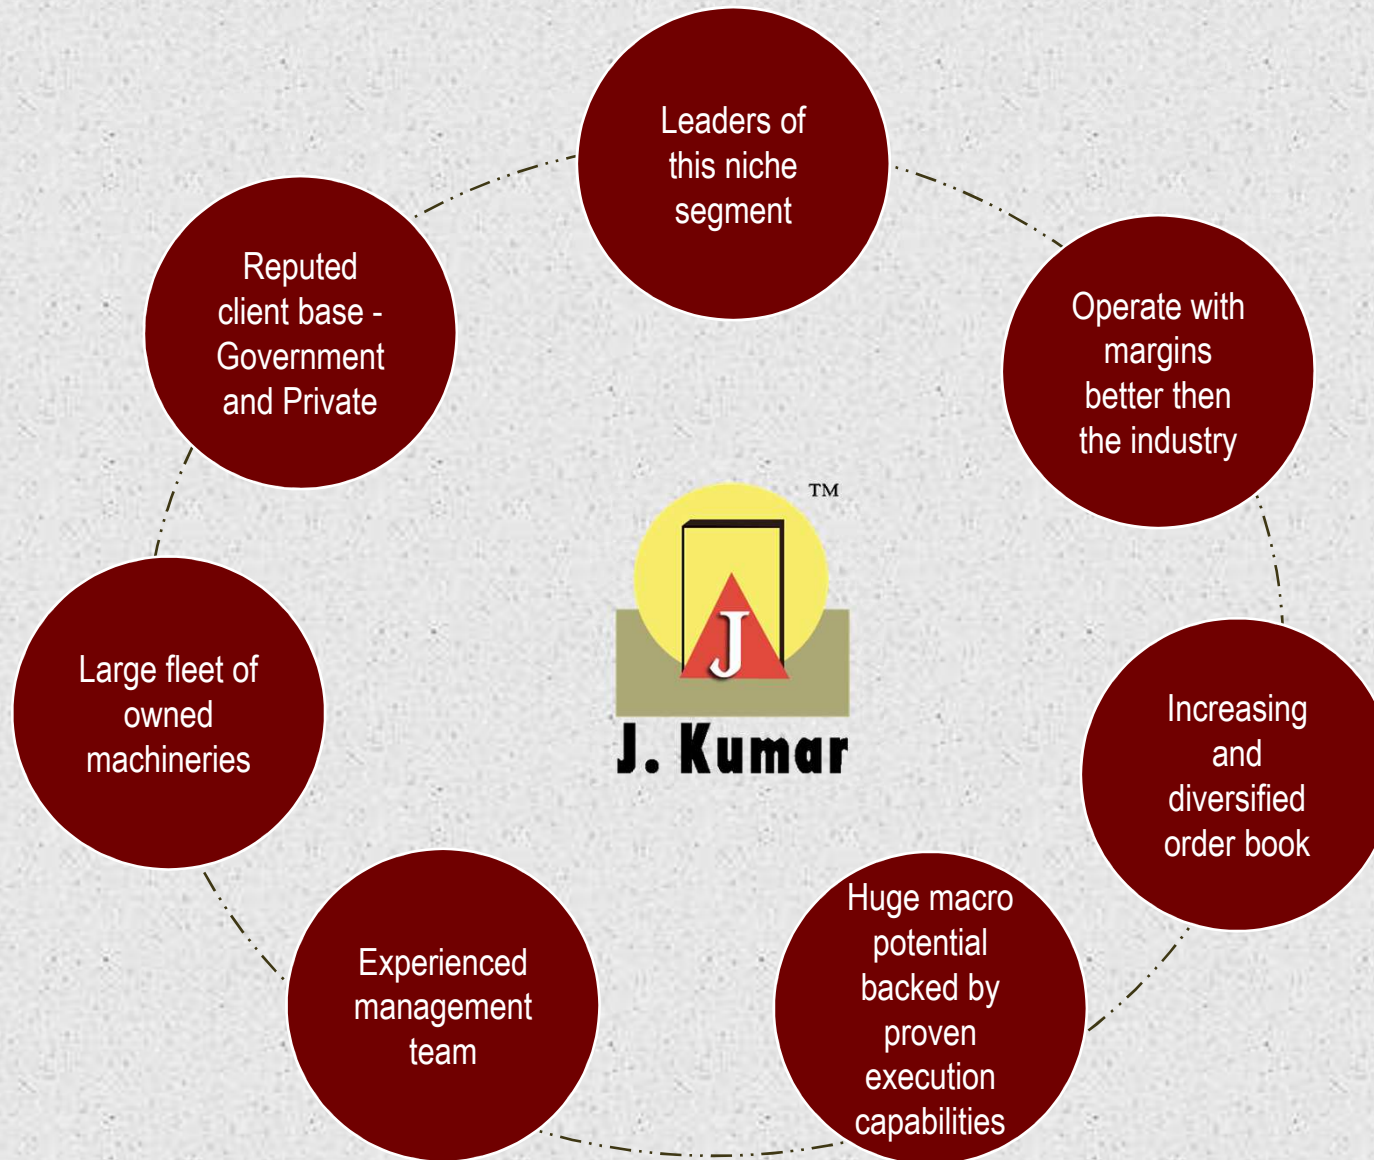 Leaders of
this niche
segment
Operate with
margins
better then
the industry
Increasing
and
diversified
order book
Huge macro
potential
backed by
proven
execution
capabilities
Experienced
management
team
Large fleet of
owned
machineries
Reputed
client base -
Government
and Private
TM
J
J. Kumar